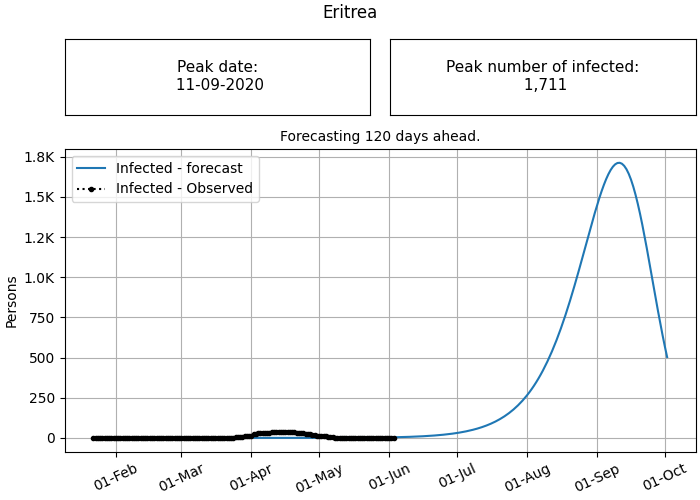 Eritrea
Peak date:
11-09-2020
Peak number of infected:
1,711
Forecasting 120 days ahead.
Infected - forecast
Infected - Observed
Persons
1.8K
1.5K
1.2K
1.0K
750
500
250
0
01-Feb
01-Mar
01-Apr
01-May
01-Jun
01-Jul
01-Aug
01-Sep
01-Oct